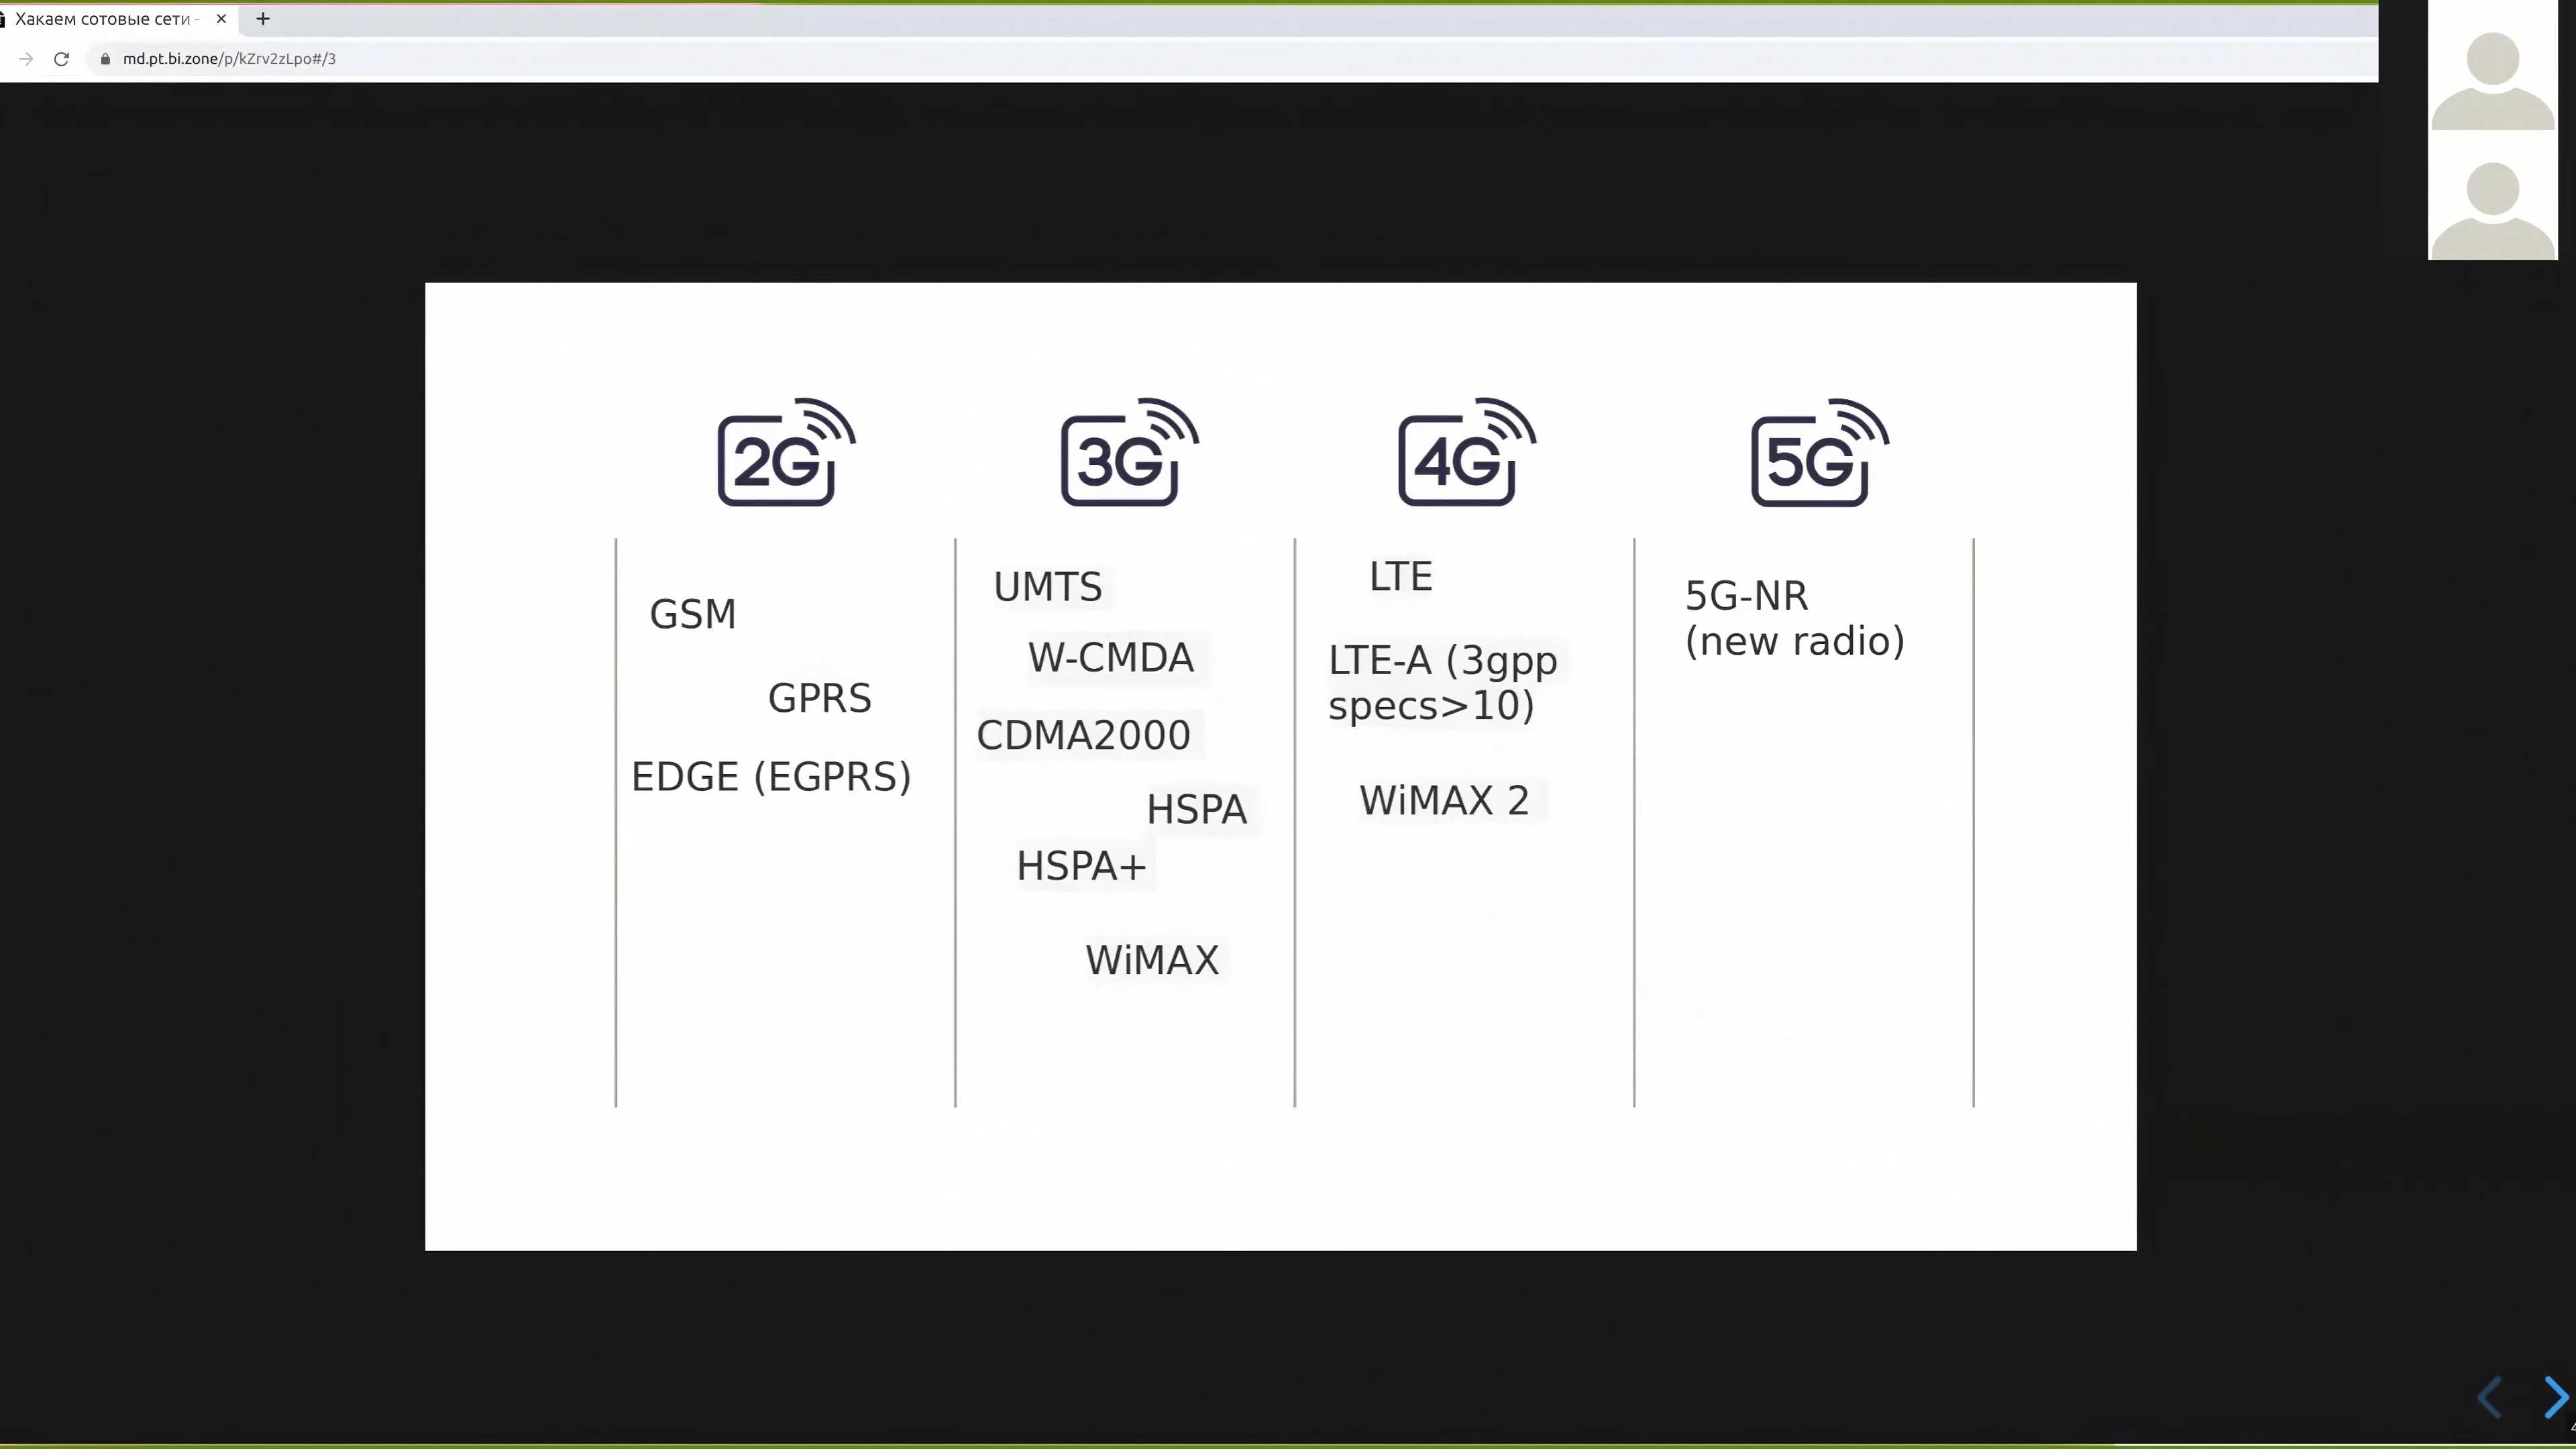 Хакаем сотовые сети -
md.pt.bi.zone/p/kZrv2zLpo#/3
2G
3G
4G
5G
GSM
GPRS
EDGE (EGPRS)
UMTS
W-CMDA
CDMA2000
HSPA
HSPA+
WiMAX
LTE
LTE-A (3gpp
specs>10)
WiMAX 2
5G-NR
(new radio)